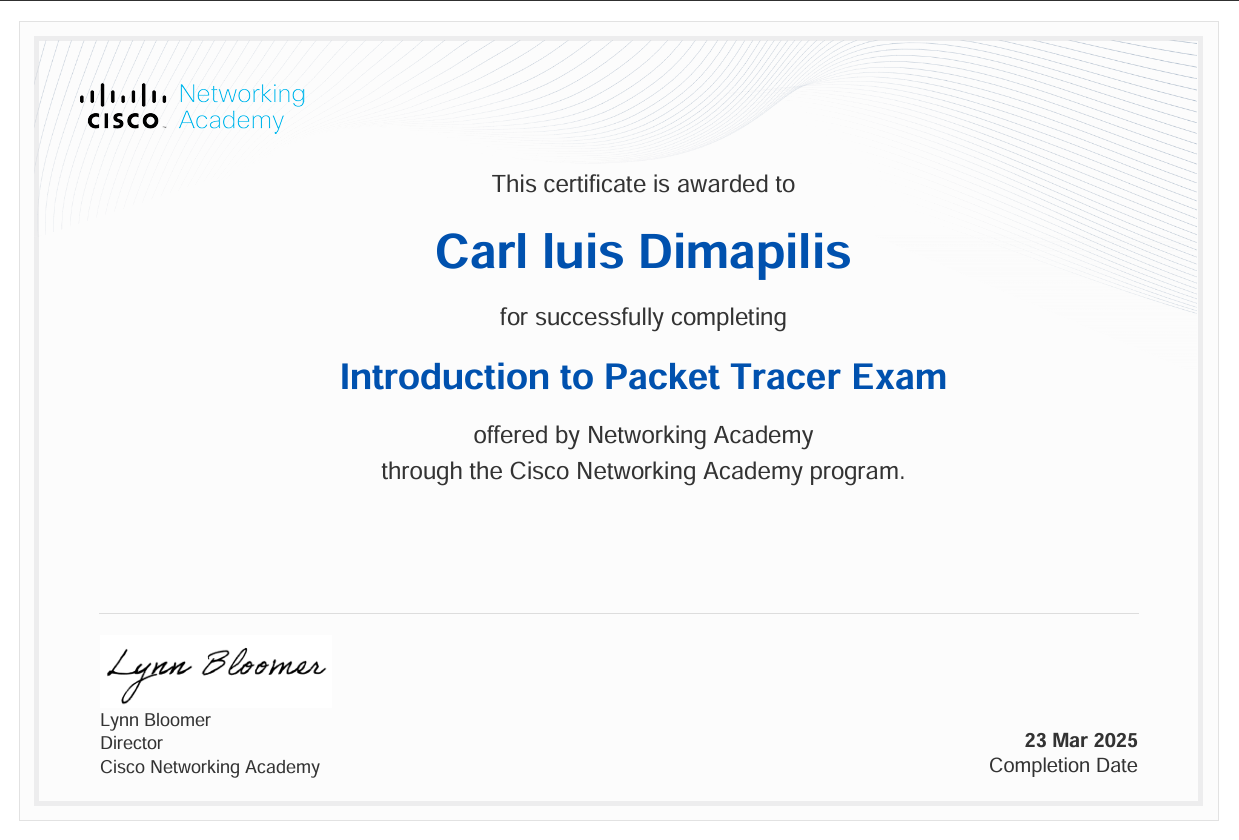 Networking
CISCO Academy
This certificate is awarded to
Carl luis Dimapilis
for successfully completing
Introduction to Packet Tracer Exam
offered by Networking Academy
through the Cisco Networking Academy program.
Lynn Bloomer
Lynn Bloomer
Director
Cisco Networking Academy
23 Mar 2025
Completion Date